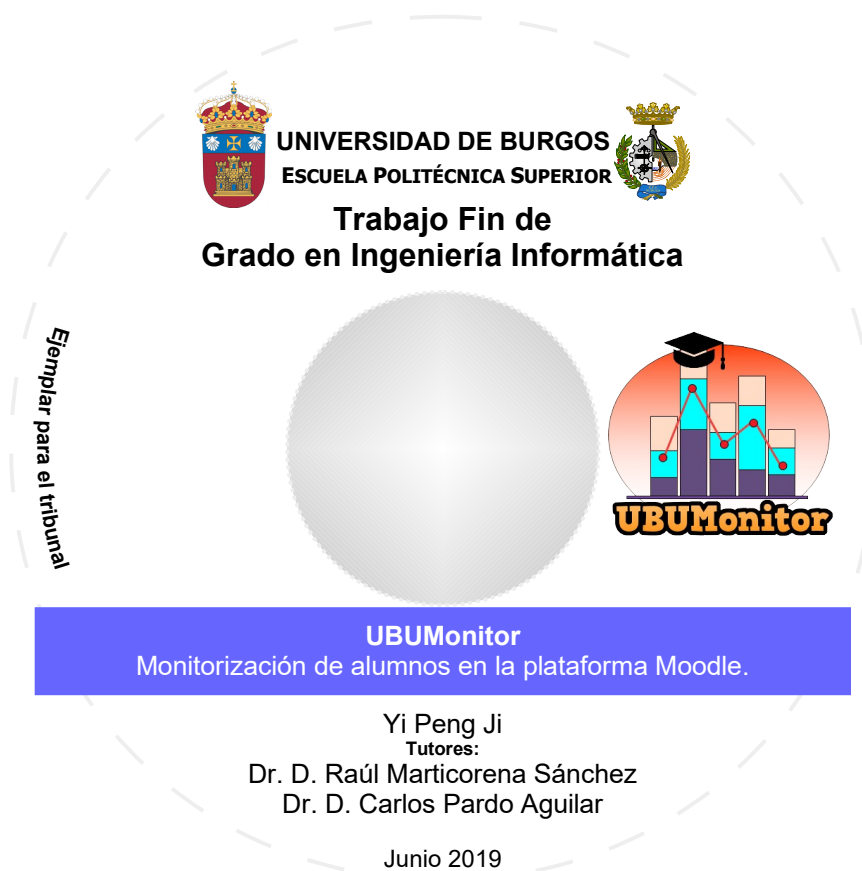 UNIVERSIDAD DE BURGOS
ESCUELA POLITÉCNICA SUPERIOR
Trabajo Fin de
Grado en Ingeniería Informática
Ejemplar para el tribunal
UBUMonitor
UBUMonitor
Monitorización de alumnos en la plataforma Moodle.
Yi Peng Ji
Tutores:
Dr. D. Raúl Marticorena Sánchez
Dr. D. Carlos Pardo Aguilar
Junio 2019